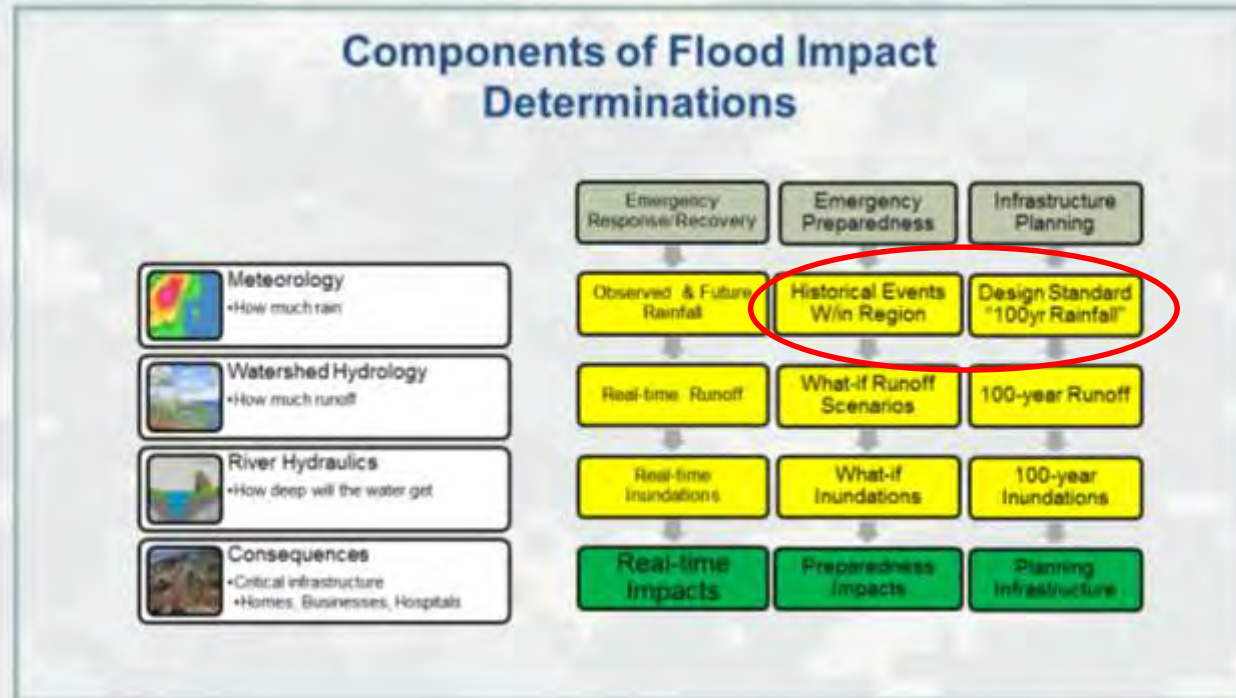 Components of Flood Impact
Determinations
Emergency
Response/Recovery
Emergency
Preparedness
Infrastructure
Planning
Meteorology
•How much rain
Observed & Future
Rainfall
Historical Events
W/in Region
Design Standard
"100yr Rainfall"
Watershed Hydrology
•How much runoff
Real-time Runoff
What-if Runoff
Scenarios
100-year Runoff
River Hydraulics
•How deep will the water get
Real-time
Inundations
What-if
Inundations
100-year
Inundations
Consequences
•Critical infrastructure
•Homes, Businesses, Hospitals
Real-time
Impacts
Preparedness
Impacts
Planning
Infrastructure